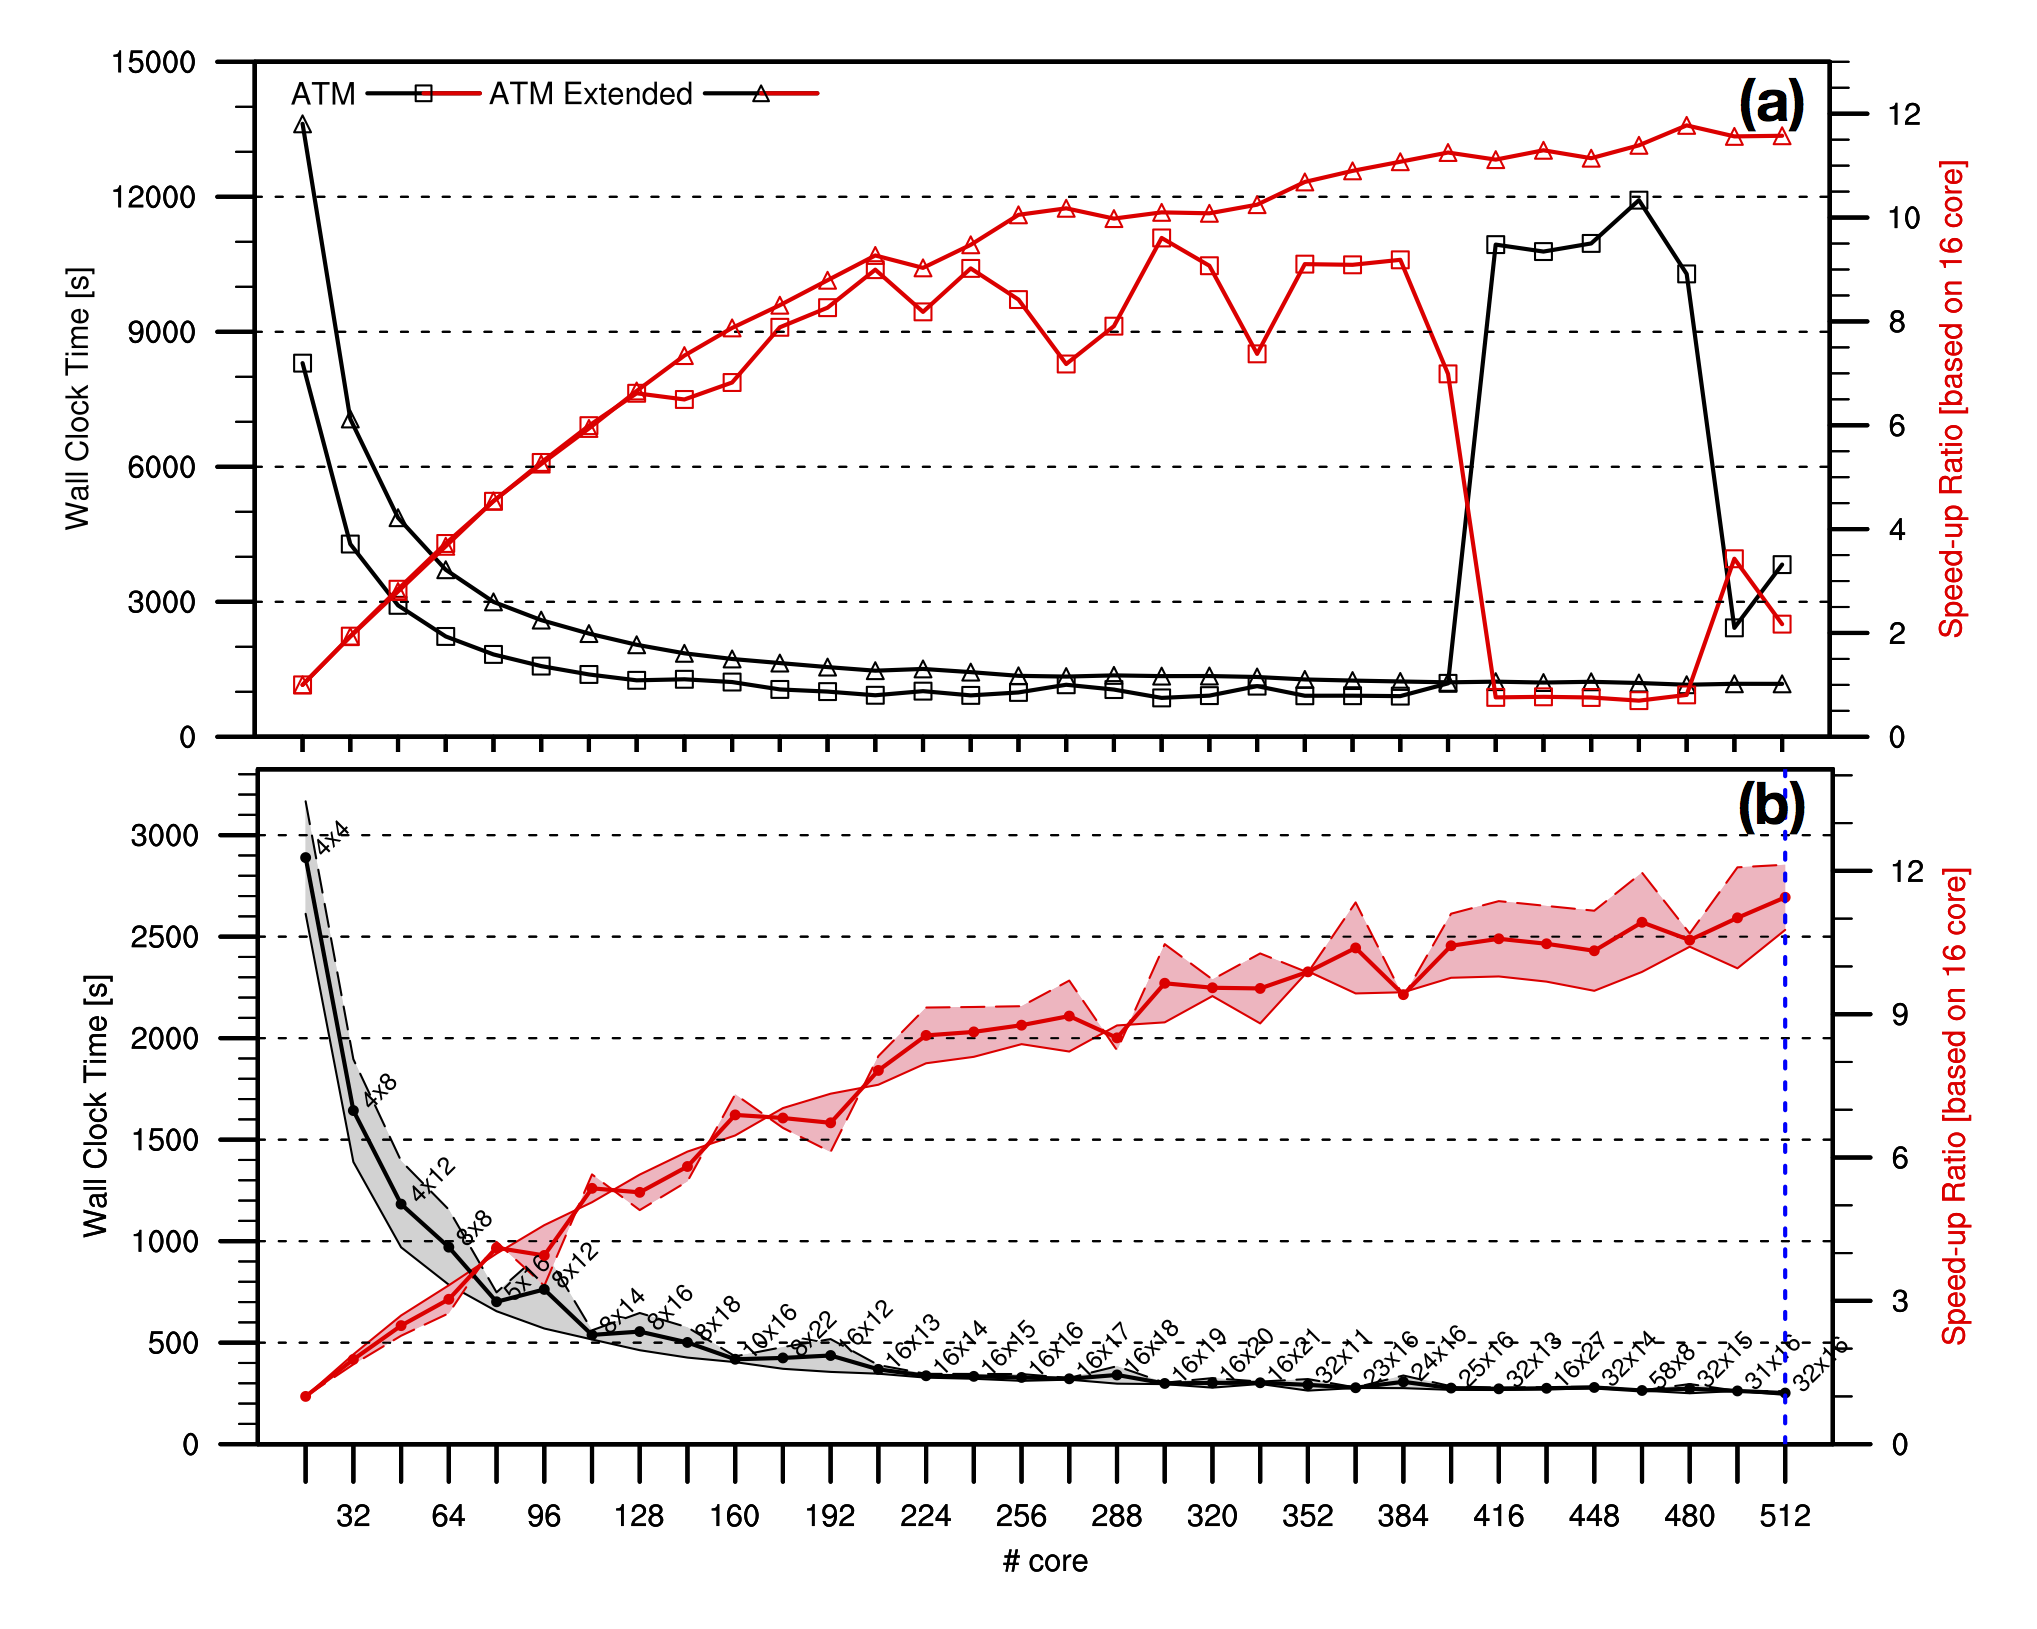 ATM ATM Extended (a)
15000
12000
9000
6000
3000
0
Wall Clock Time [s]
12
10
8
6
4
2
0
Speed-up Ratio [based on 16 core]
(b)
3000
2500
2000
1500
1000
500
0
Wall Clock Time [s]
12
9
6
3
0
Speed-up Ratio [based on 16 core]
4x4
4x8
4x12
8x8
5x16
8x12
8x14
8x16
8x18
10x16
8x22
16x12
16x13
16x14
16x15
16x16
16x17
16x18
16x19
16x20
16x21
32x11
23x16
24x16
25x16
32x13
16x27
32x14
58x8
32x15
31x16
32x16
32 64 96 128 160 192 224 256 288 320 352 384 416 448 480 512
# core